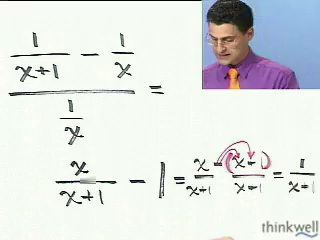 1/(x+1) - 1/x
=
1/x
x/(x+1) - 1 = x/(x+1) - (x+1)/(x+1) = 1/(x+1)
thinkwell